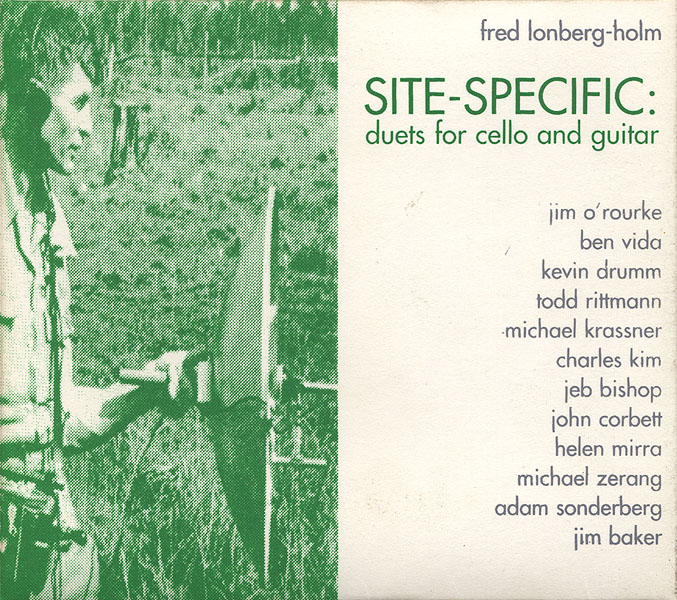 fred lonberg-holm
SITE-SPECIFIC:
duets for cello and guitar
jim o'rourke
ben vida
kevin drumm
todd rittmann
michael krassner
charles kim
jeb bishop
john corbett
helen mirra
michael zerang
adam sonderberg
jim baker